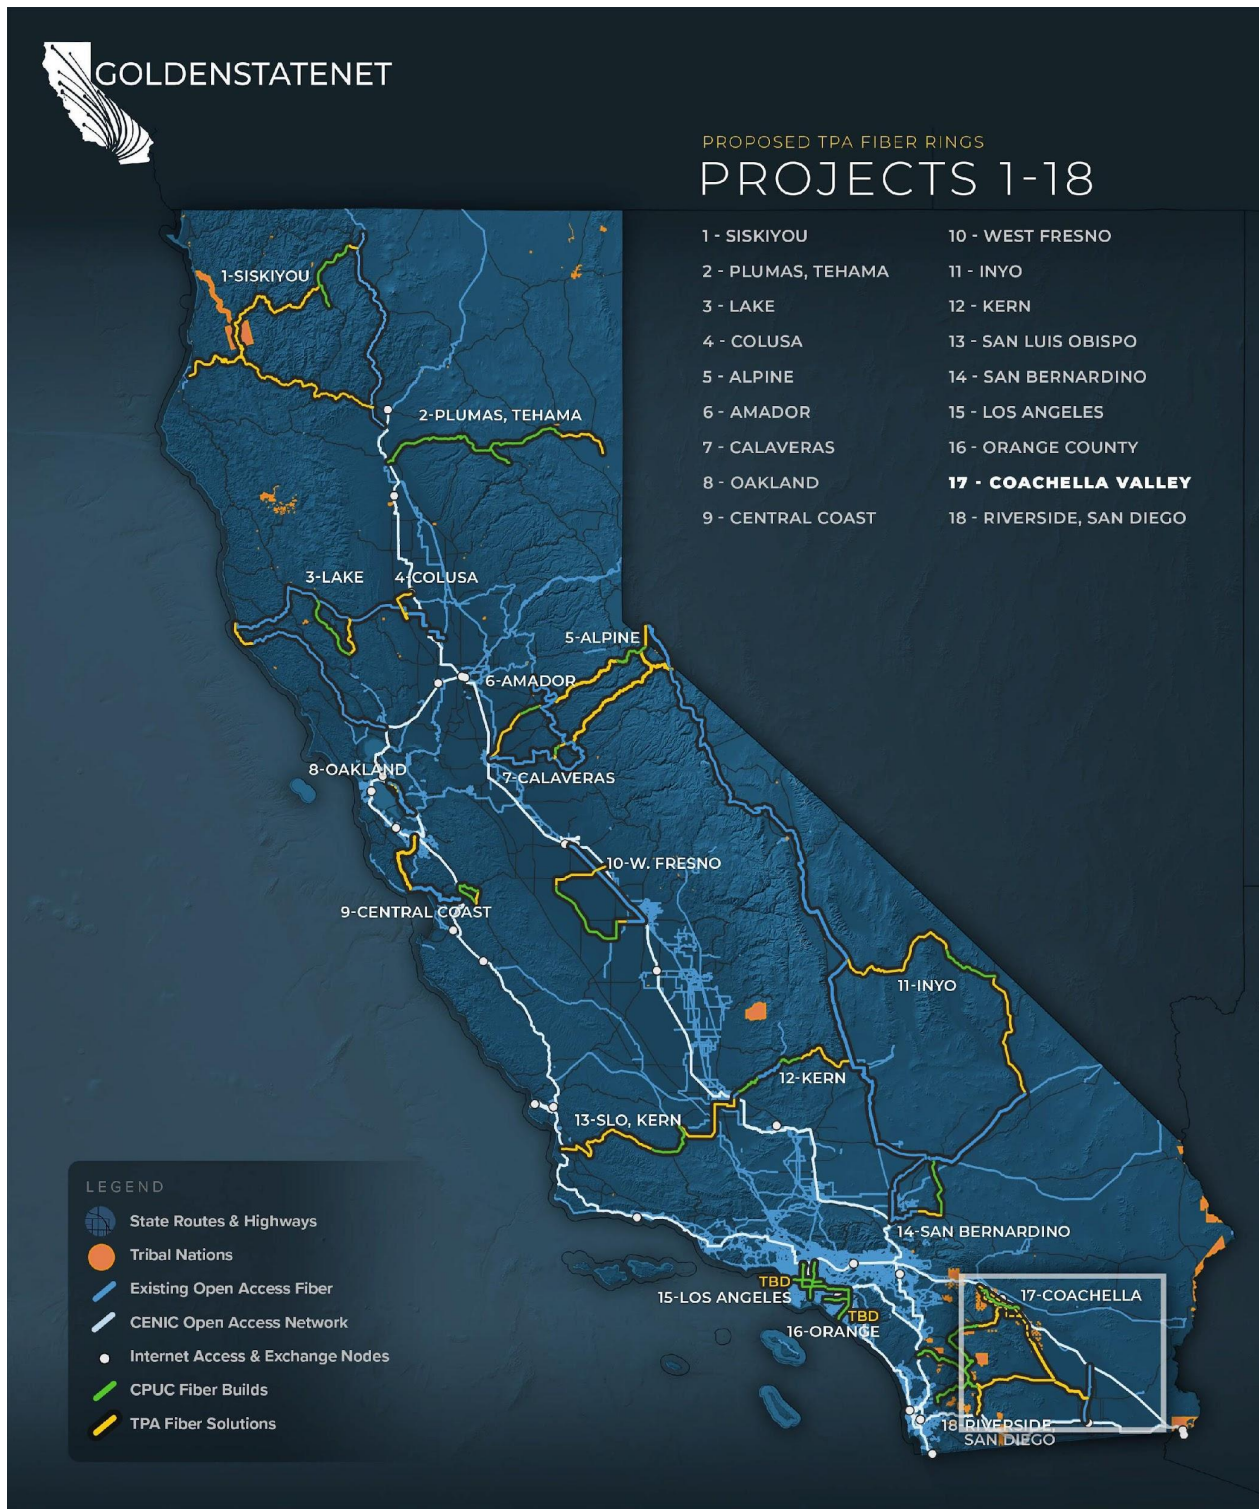 GOLDENSTATENET
PROPOSED TPA FIBER RINGS
PROJECTS 1-18
1 - SISKIYOU
2 - PLUMAS, TEHAMA
3 - LAKE
4 - COLUSA
5 - ALPINE
6 - AMADOR
7 - CALAVERAS
8 - OAKLAND
9 - CENTRAL COAST
10 - WEST FRESNO
11 - INYO
12 - KERN
13 - SAN LUIS OBISPO
14 - SAN BERNARDINO
15 - LOS ANGELES
16 - ORANGE COUNTY
17 - COACHELLA VALLEY
18 - RIVERSIDE, SAN DIEGO
1-SISKIYOU
2-PLUMAS, TEHAMA
3-LAKE
4-COLUSA
5-ALPINE
6-AMADOR
7-CALAVERAS
8-OAKLAND
10-W. FRESNO
9-CENTRAL COAST
11-INYO
12-KERN
13-SLO, KERN
14-SAN BERNARDINO
TBD
15-LOS ANGELES
17-COACHELLA
TBD
16-ORANGE
18-RIVERSIDE,
SAN DIEGO
LEGEND
State Routes & Highways
Tribal Nations
Existing Open Access Fiber
CENIC Open Access Network
Internet Access & Exchange Nodes
CPUC Fiber Builds
TPA Fiber Solutions